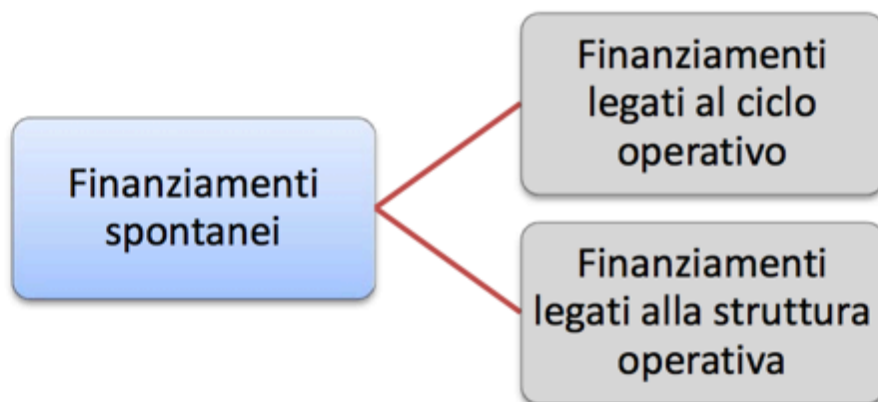 Finanziamenti
spontanei
Finanziamenti
legati al ciclo
operativo
Finanziamenti
legati alla struttura
operativa